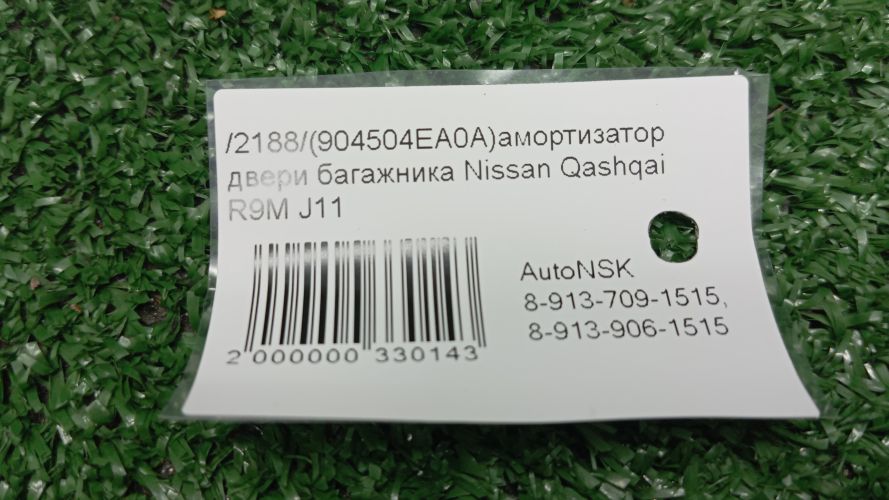 /2188/(904504EA0A)амортизатор
двери багажника Nissan Qashqai
R9M J11
AutoNSK
8-913-709-1515,
8-913-906-1515
2 000000 330143